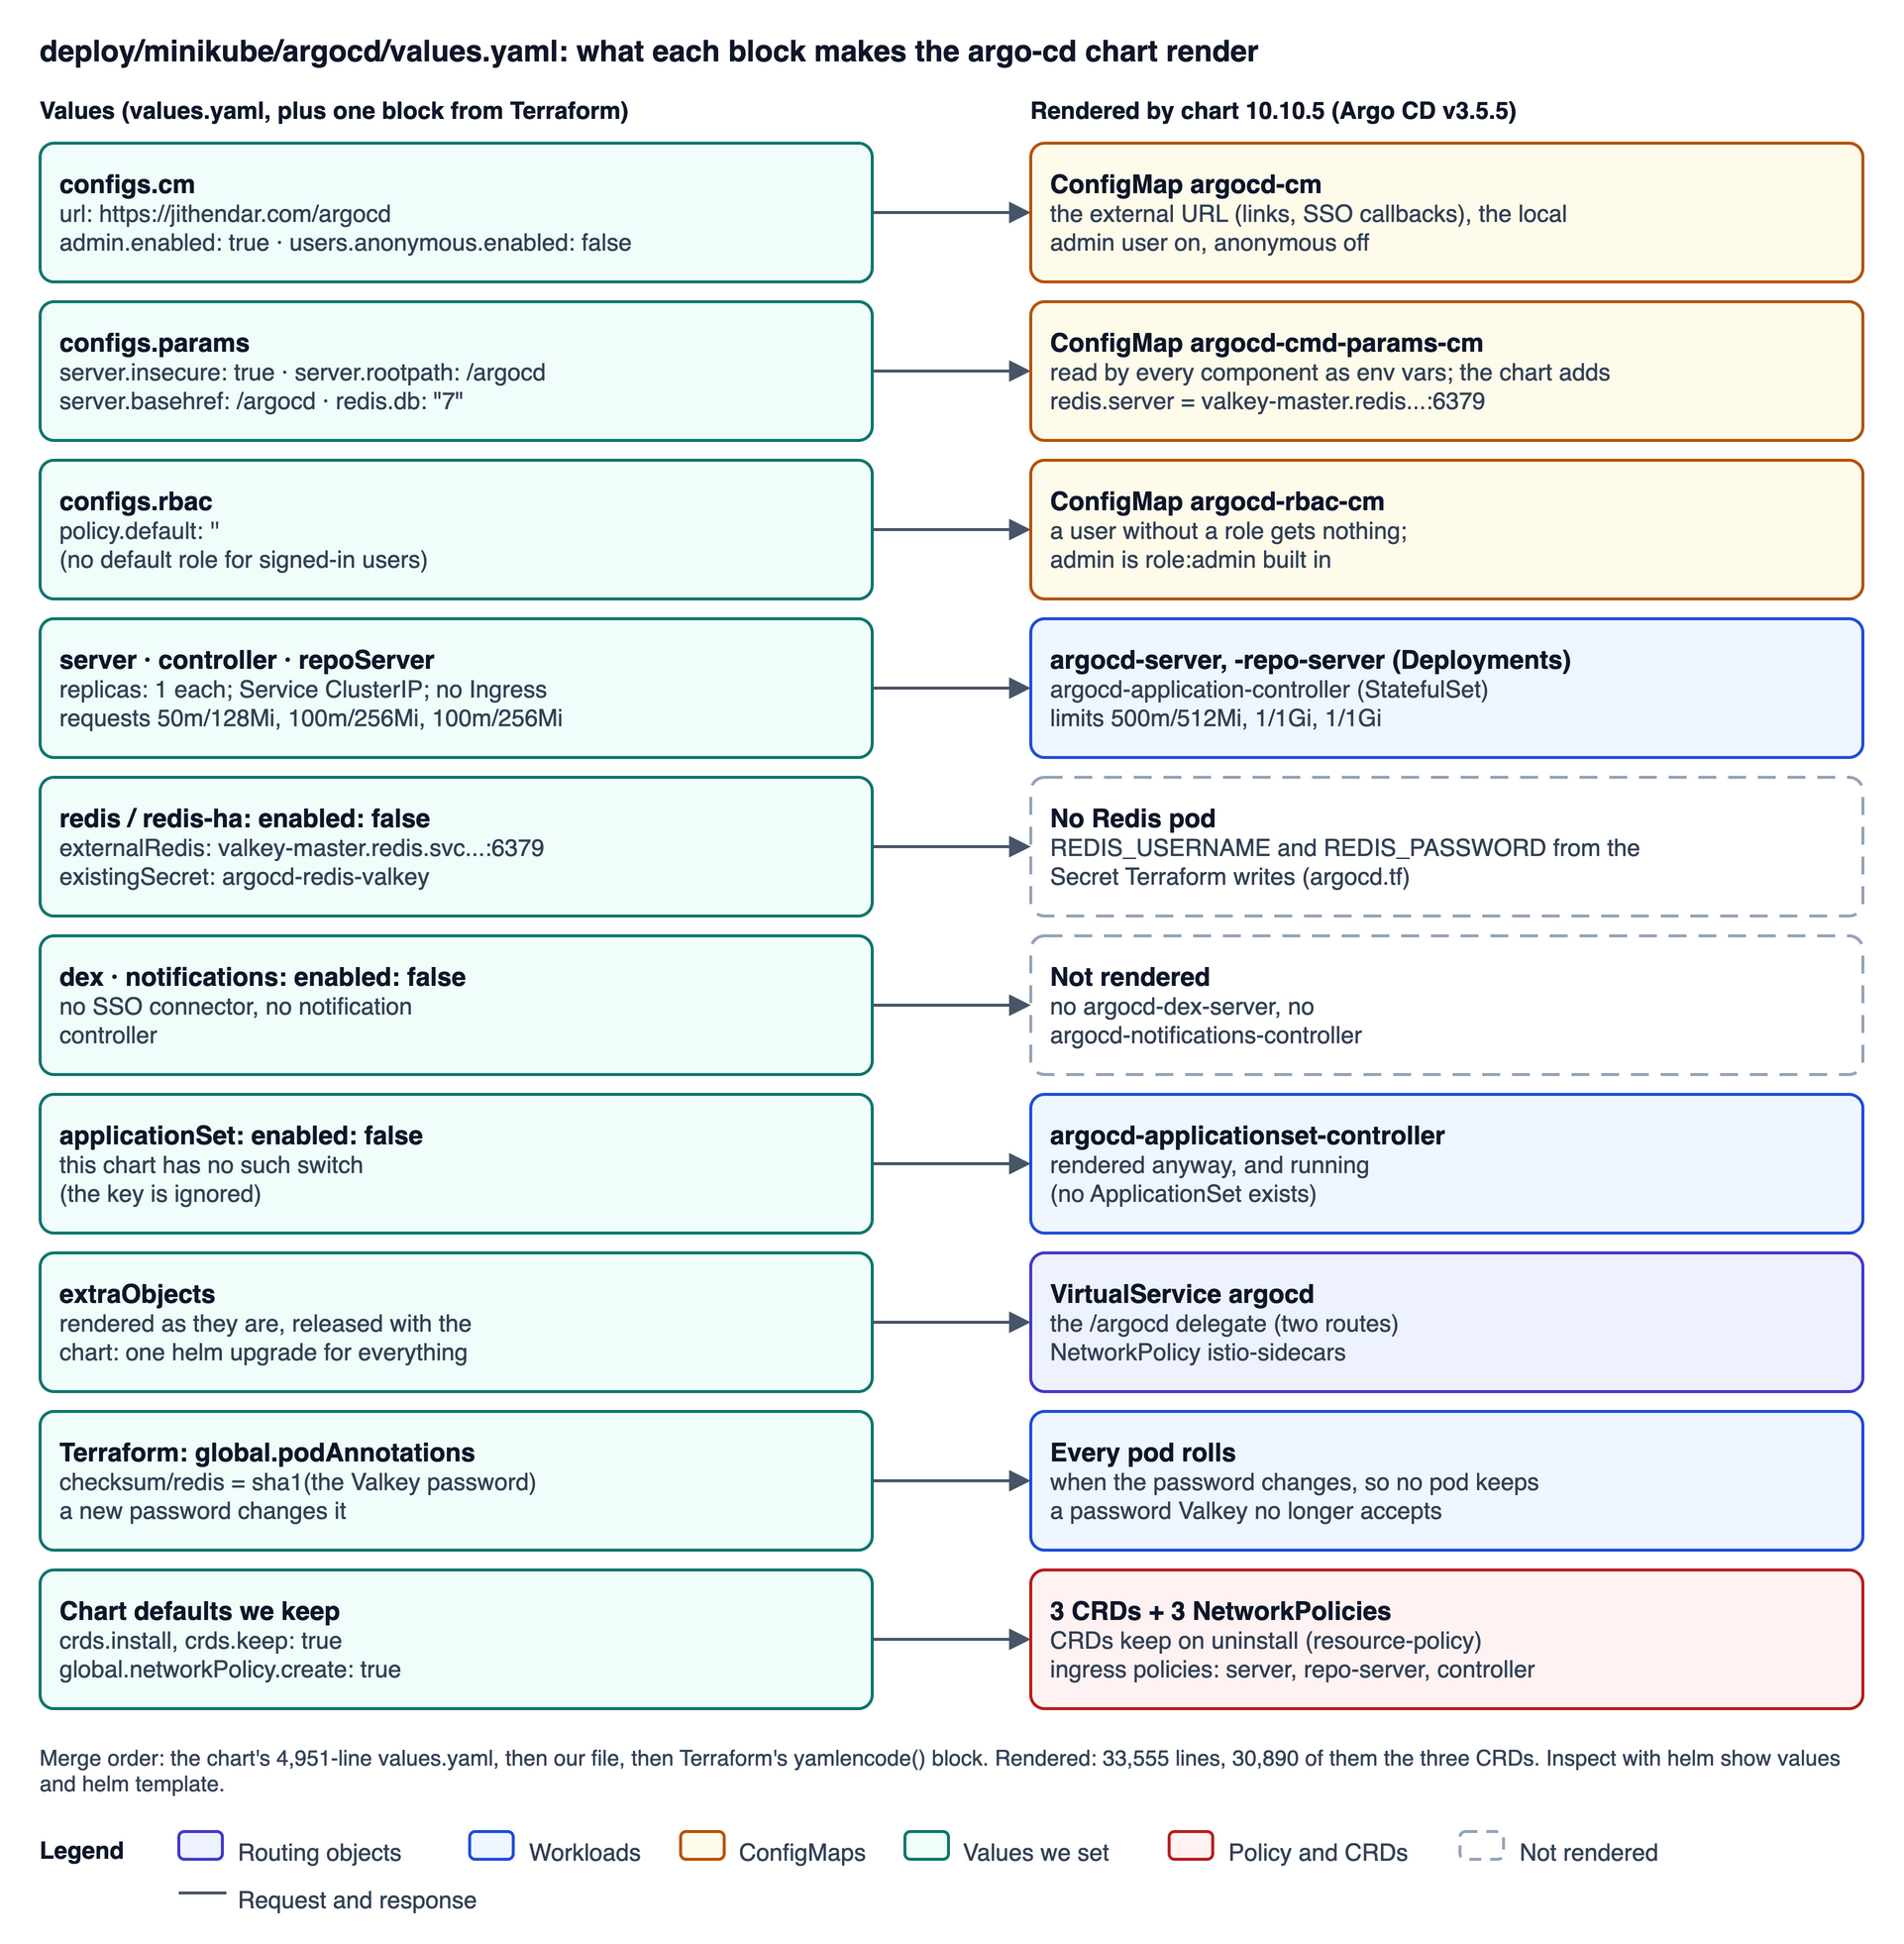 deploy/minikube/argocd/values.yaml: what each block makes the argo-cd chart render
Values (values.yaml, plus one block from Terraform)
Rendered by chart 10.10.5 (Argo CD v3.5.5)
configs.cm
url: https://jithendar.com/argocd
admin.enabled: true · users.anonymous.enabled: false
ConfigMap argocd-cm
the external URL (links, SSO callbacks), the local
admin user on, anonymous off
configs.params
server.insecure: true · server.rootpath: /argocd
server.basehref: /argocd · redis.db: "7"
ConfigMap argocd-cmd-params-cm
read by every component as env vars; the chart adds
redis.server = valkey-master.redis...:6379
configs.rbac
policy.default: ''
(no default role for signed-in users)
ConfigMap argocd-rbac-cm
a user without a role gets nothing;
admin is role:admin built in
server · controller · repoServer
replicas: 1 each; Service ClusterIP; no Ingress
requests 50m/128Mi, 100m/256Mi, 100m/256Mi
argocd-server, -repo-server (Deployments)
argocd-application-controller (StatefulSet)
limits 500m/512Mi, 1/1Gi, 1/1Gi
redis / redis-ha: enabled: false
externalRedis: valkey-master.redis.svc...:6379
existingSecret: argocd-redis-valkey
No Redis pod
REDIS_USERNAME and REDIS_PASSWORD from the
Secret Terraform writes (argocd.tf)
dex · notifications: enabled: false
no SSO connector, no notification
controller
Not rendered
no argocd-dex-server, no
argocd-notifications-controller
applicationSet: enabled: false
this chart has no such switch
(the key is ignored)
argocd-applicationset-controller
rendered anyway, and running
(no ApplicationSet exists)
extraObjects
rendered as they are, released with the
chart: one helm upgrade for everything
VirtualService argocd
the /argocd delegate (two routes)
NetworkPolicy istio-sidecars
Terraform: global.podAnnotations
checksum/redis = sha1(the Valkey password)
a new password changes it
Every pod rolls
when the password changes, so no pod keeps
a password Valkey no longer accepts
Chart defaults we keep
crds.install, crds.keep: true
global.networkPolicy.create: true
3 CRDs + 3 NetworkPolicies
CRDs keep on uninstall (resource-policy)
ingress policies: server, repo-server, controller
Merge order: the chart's 4,951-line values.yaml, then our file, then Terraform's yamlencode() block. Rendered: 33,555 lines, 30,890 of them the three CRDs. Inspect with helm show values
and helm template.
Legend
Routing objects
Workloads
ConfigMaps
Values we set
Policy and CRDs
Not rendered
Request and response